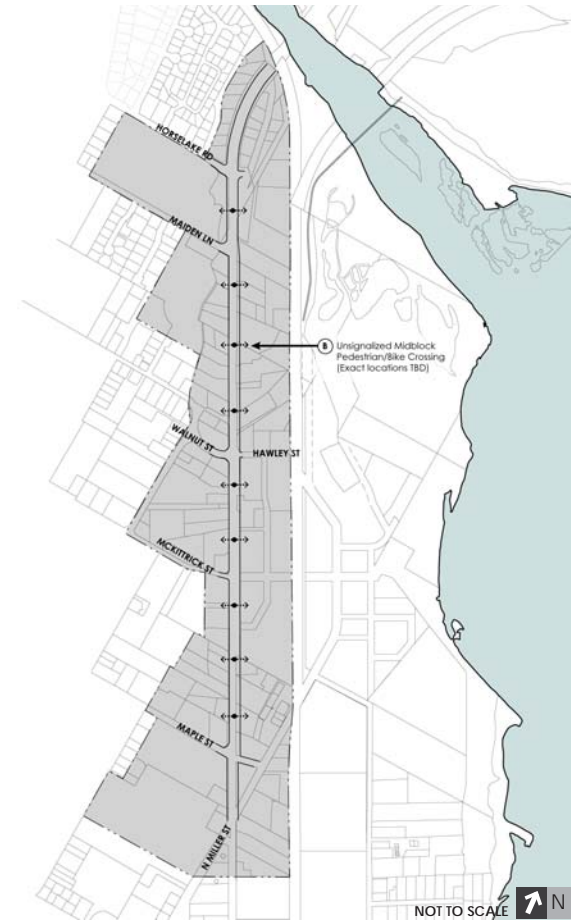 HORSELAKE RD
MAIDEN LN
B Unsignalized Midblock
Pedestrian/Bike Crossing
(Exact locations TBD)
WALNUT ST
HAWLEY ST
MCKITTRICK ST
MAPLE ST
N MILLER ST
NOT TO SCALE N